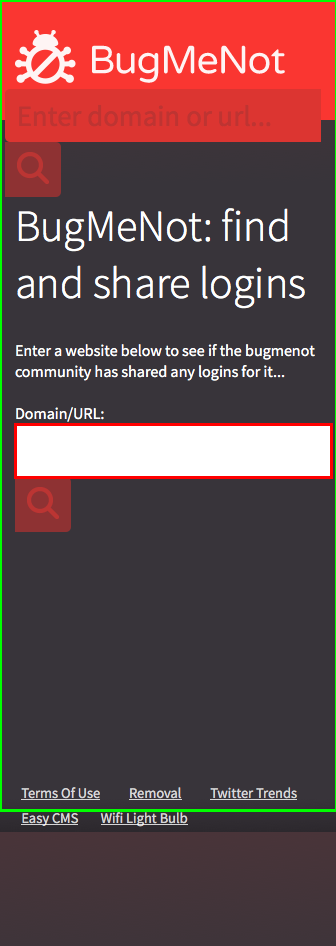 BugMeNot
Enter domain or url...
BugMeNot: find
and share logins
Enter a website below to see if the bugmenot
community has shared any logins for it...
Domain/URL:
Terms Of Use Removal Twitter Trends
Easy CMS Wifi Light Bulb